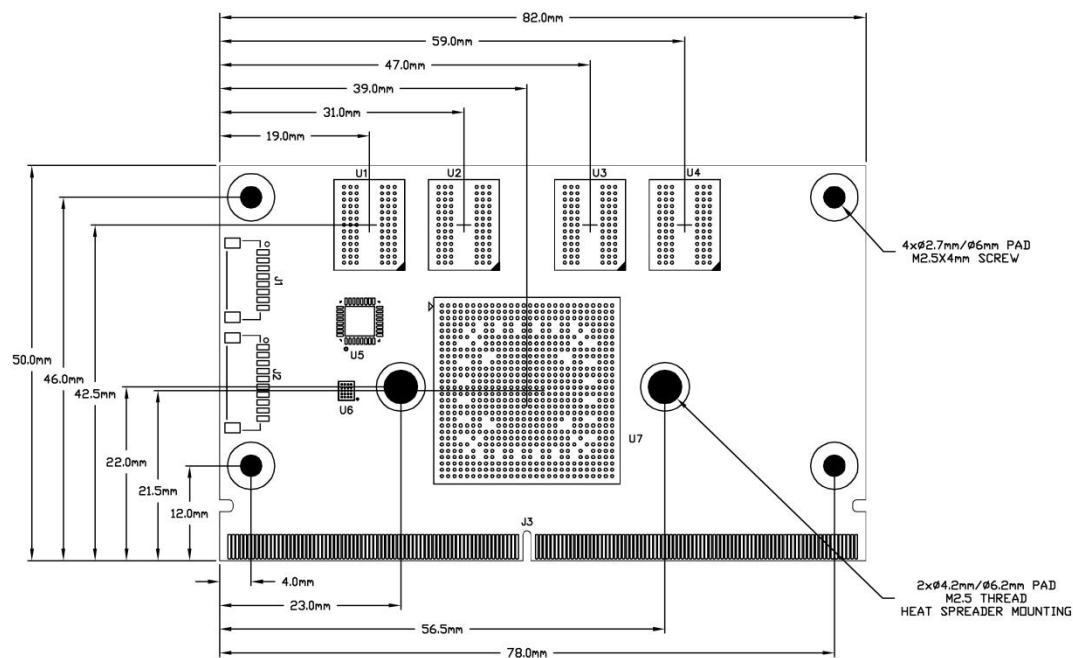 82.0mm
59.0mm
47.0mm
39.0mm
31.0mm
19.0mm
U1
U2
U3
U4
4xø2.7mm/ø6mm PAD
M2.5X4mm SCREW
J1
U5
50.0mm
46.0mm
42.5mm
J2
U6
U7
22.0mm
21.5mm
12.0mm
J3
4.0mm
23.0mm
2xø4.2mm/ø6.2mm PAD
M2.5 THREAD
HEAT SPREADER MOUNTING
56.5mm
78.0mm